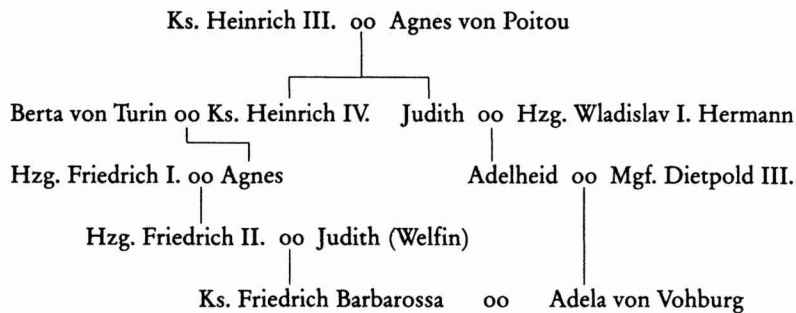 Ks. Heinrich III. oo Agnes von Poitou
Berta von Turin oo Ks. Heinrich IV. Judith oo Hzg. Wladislav I. Hermann
Hzg. Friedrich I. oo Agnes Adelheid oo Mgf. Dietpold III.
Hzg. Friedrich II. oo Judith (Welfin)
Ks. Friedrich Barbarossa oo Adela von Vohburg